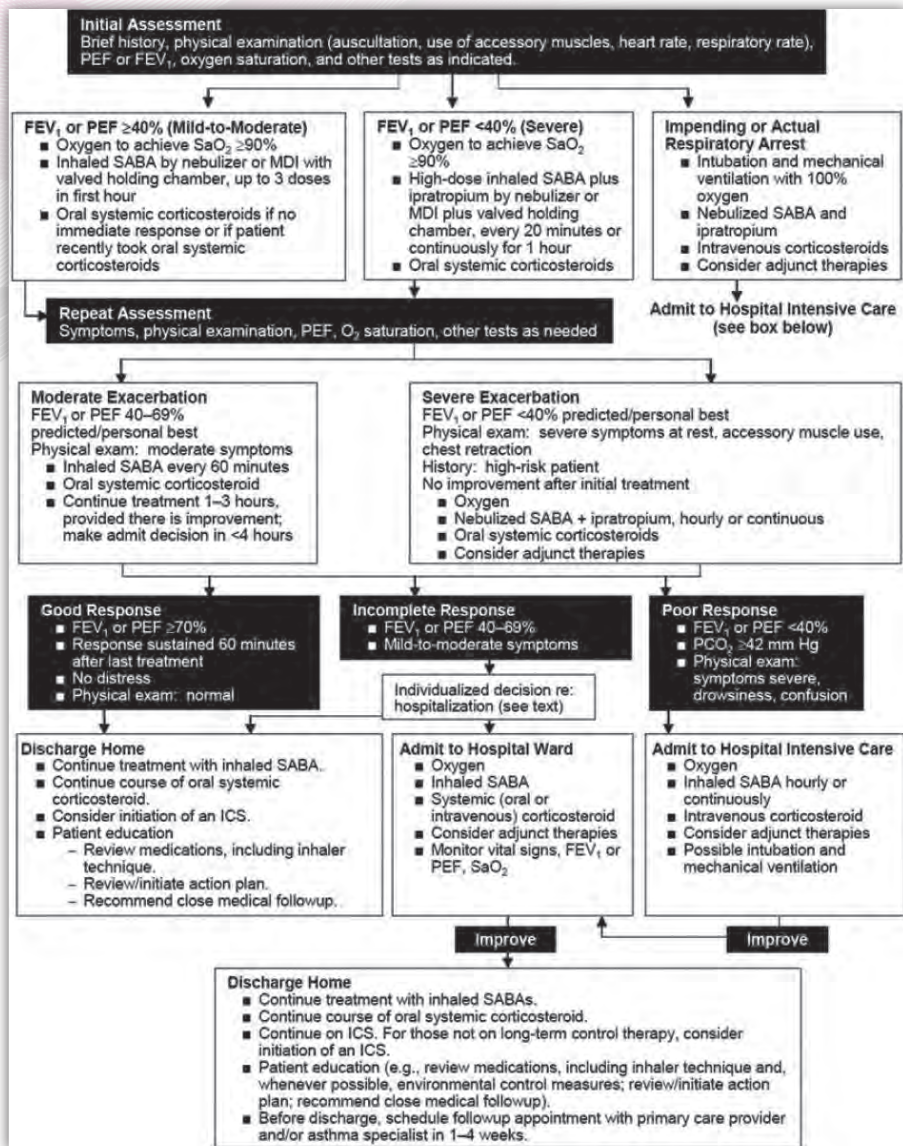 Initial Assessment
Brief history, physical examination (auscultation, use of accessory muscles, heart rate, respiratory rate),
PEF or FEV₁, oxygen saturation, and other tests as indicated.
FEV₁ or PEF ≥40% (Mild-to-Moderate)
■ Oxygen to achieve SaO₂ ≥90%
■ Inhaled SABA by nebulizer or MDI with
valved holding chamber, up to 3 doses
in first hour
■ Oral systemic corticosteroids if no
immediate response or if patient
recently took oral systemic
corticosteroids
FEV₁ or PEF <40% (Severe)
■ Oxygen to achieve SaO₂
≥90%
■ High-dose inhaled SABA plus
ipratropium by nebulizer or
MDI plus valved holding
chamber, every 20 minutes or
continuously for 1 hour
■ Oral systemic corticosteroids
Impending or Actual
Respiratory Arrest
■ Intubation and mechanical
ventilation with 100%
oxygen
■ Nebulized SABA and
ipratropium
■ Intravenous corticosteroids
■ Consider adjunct therapies
Repeat Assessment
Symptoms, physical examination, PEF, O₂ saturation, other tests as needed
Admit to Hospital Intensive Care
(see box below)
Moderate Exacerbation
FEV₁ or PEF 40–69%
predicted/personal best
Physical exam: moderate symptoms
■ Inhaled SABA every 60 minutes
■ Oral systemic corticosteroid
■ Continue treatment 1–3 hours,
provided there is improvement;
make admit decision in <4 hours
Severe Exacerbation
FEV₁ or PEF <40% predicted/personal best
Physical exam: severe symptoms at rest, accessory muscle use,
chest retraction
History: high-risk patient
No improvement after initial treatment
■ Oxygen
■ Nebulized SABA + ipratropium, hourly or continuous
■ Oral systemic corticosteroids
■ Consider adjunct therapies
Good Response
■ FEV₁ or PEF ≥70%
■ Response sustained 60 minutes
after last treatment
■ No distress
■ Physical exam: normal
Incomplete Response
■ FEV₁ or PEF 40–69%
■ Mild-to-moderate symptoms
Poor Response
■ FEV₁ or PEF <40%
■ PCO₂ ≥42 mm Hg
■ Physical exam:
symptoms severe,
drowsiness, confusion
Individualized decision re:
hospitalization (see text)
Discharge Home
■ Continue treatment with inhaled SABA.
■ Continue course of oral systemic
corticosteroid.
■ Consider initiation of an ICS.
■ Patient education
– Review medications, including inhaler
technique.
– Review/initiate action plan.
– Recommend close medical followup.
Admit to Hospital Ward
■ Oxygen
■ Inhaled SABA
■ Systemic (oral or
intravenous) corticosteroid
■ Consider adjunct therapies
■ Monitor vital signs, FEV₁ or
PEF, SaO₂
Admit to Hospital Intensive Care
■ Oxygen
■ Inhaled SABA hourly or
continuously
■ Intravenous corticosteroid
■ Consider adjunct therapies
■ Possible intubation and
mechanical ventilation
Improve
Improve
Discharge Home
■ Continue treatment with inhaled SABAs.
■ Continue course of oral systemic corticosteroid.
■ Continue on ICS. For those not on long-term control therapy, consider
initiation of an ICS.
■ Patient education (e.g., review medications, including inhaler technique and,
whenever possible, environmental control measures; review/initiate action
plan; recommend close medical followup).
■ Before discharge, schedule followup appointment with primary care provider
and/or asthma specialist in 1–4 weeks.